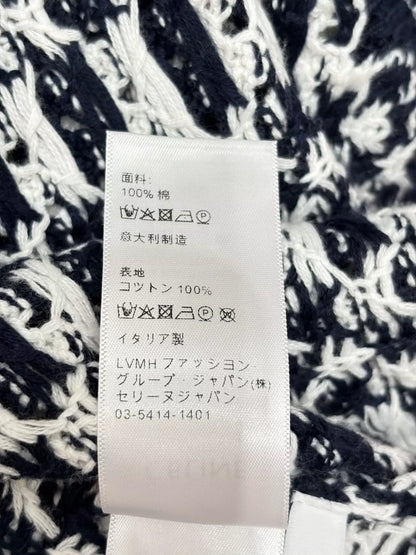 面料:
100% 棉
意大利制造
表地
コットン 100%
イタリア製
LVMH ファッション
グループ・ジャパン(株)
セリーヌジャパン
03-5414-1401